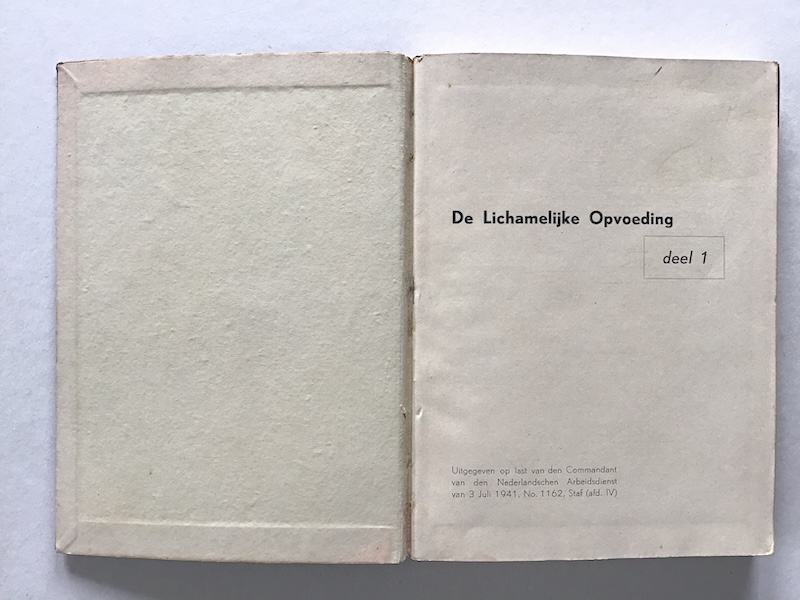 De Lichamelijke Opvoeding
deel 1
Uitgegeven op last van den Commandant
van den Nederlandschen Arbeidsdienst
van 3 Juli 1941, No. 1162, Staf (afd. IV)